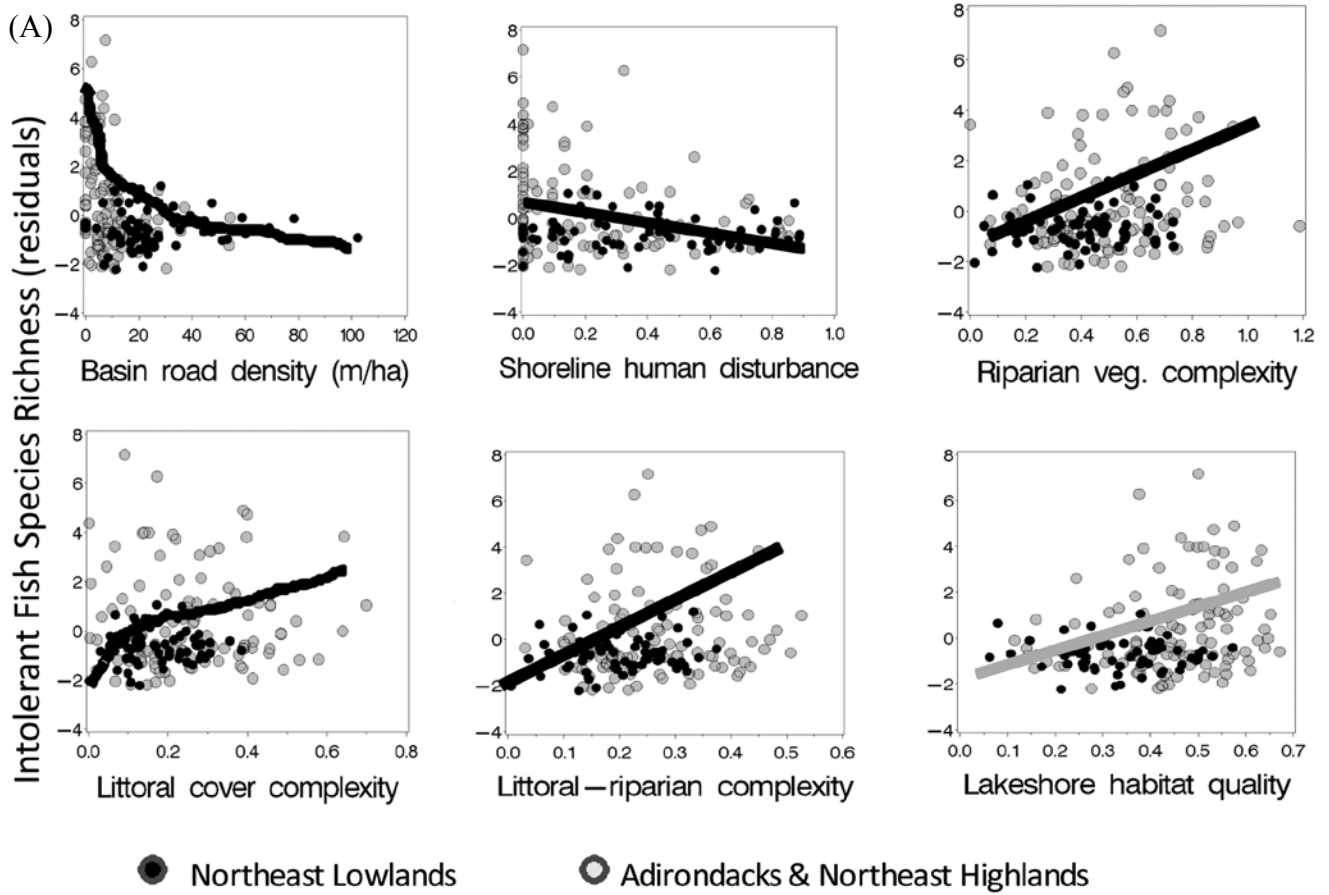 (A)
Intolerant Fish Species Richness (residuals)
8
6
4
2
0
−2
−4
0 20 40 60 80 100 120
Basin road density (m/ha)
8
6
4
2
0
−2
−4
0.0 0.2 0.4 0.6 0.8 1.0
Shoreline human disturbance
8
6
4
2
0
−2
−4
0.0 0.2 0.4 0.6 0.8 1.0 1.2
Riparian veg. complexity
8
6
4
2
0
−2
−4
0.0 0.2 0.4 0.6 0.8
Littoral cover complexity
8
6
4
2
0
−2
−4
0.0 0.1 0.2 0.3 0.4 0.5 0.6
Littoral−riparian complexity
8
6
4
2
0
−2
−4
0.0 0.1 0.2 0.3 0.4 0.5 0.6 0.7
Lakeshore habitat quality
Northeast Lowlands
Adirondacks & Northeast Highlands